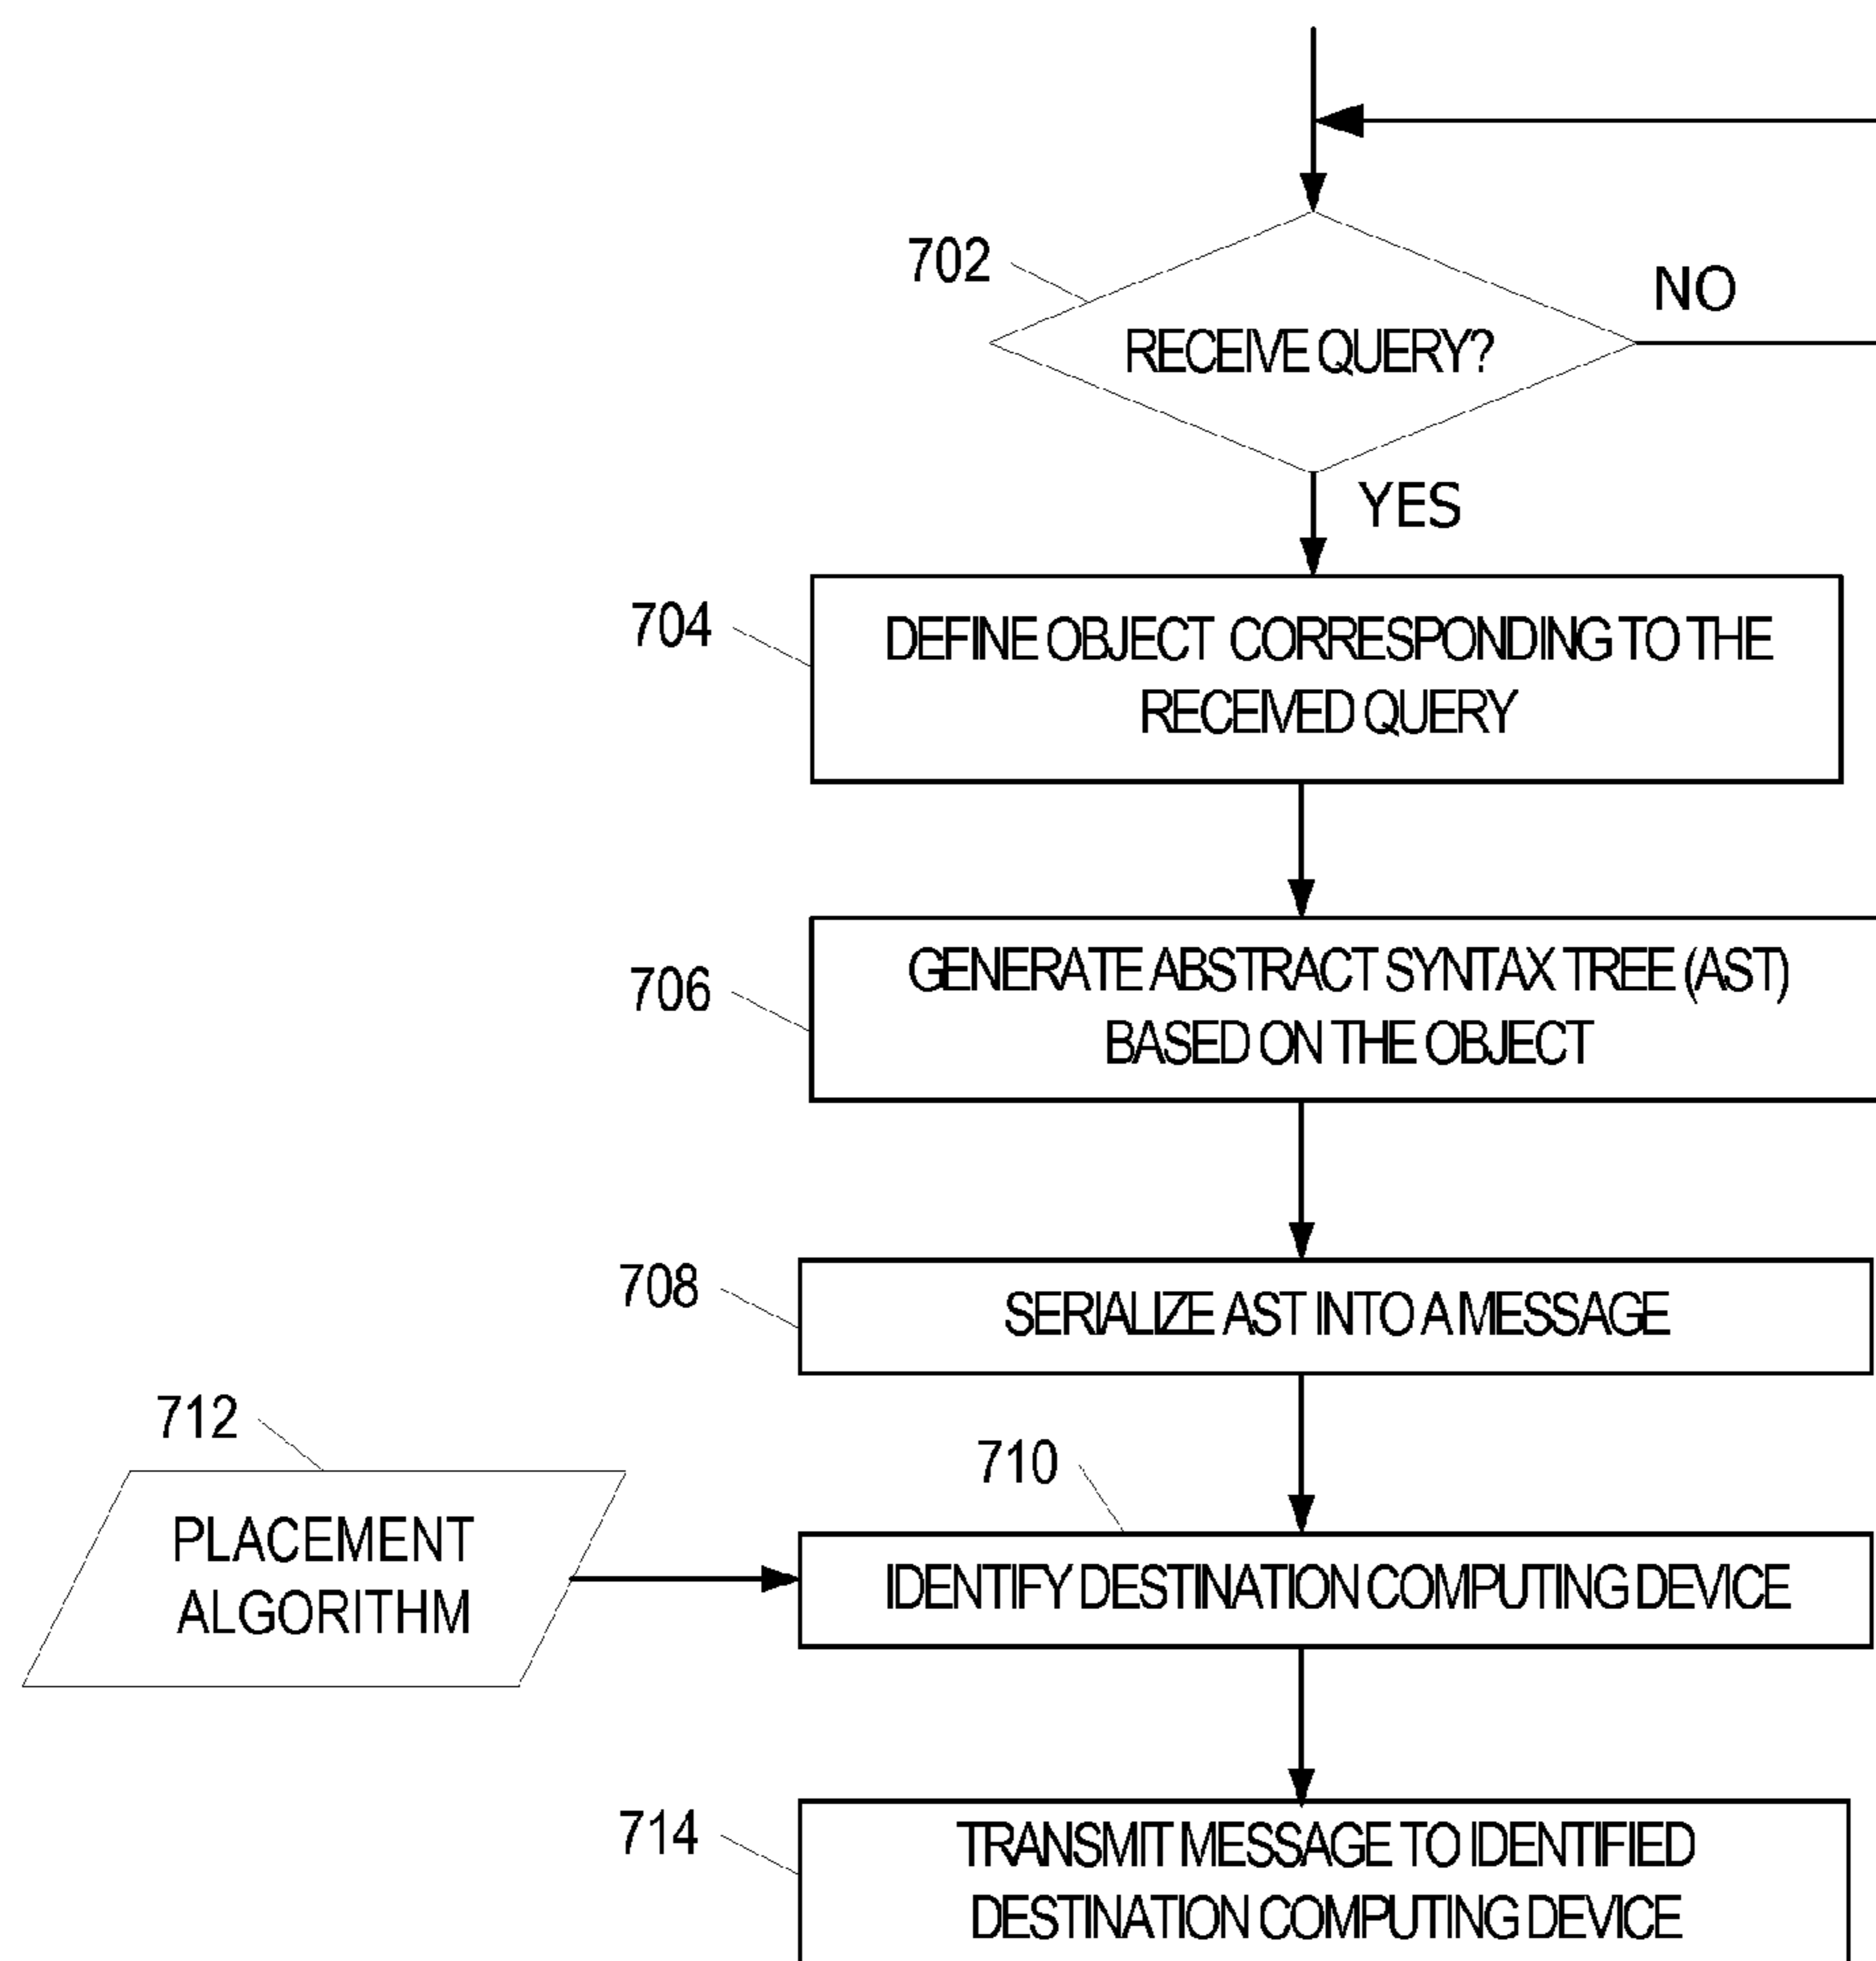 702
RECEIVE QUERY?
NO
YES
704
DEFINE OBJECT CORRESPONDING TO THE
RECEIVED QUERY
706
GENERATE ABSTRACT SYNTAX TREE (AST)
BASED ON THE OBJECT
708
SERIALIZE AST INTO A MESSAGE
712
PLACEMENT
ALGORITHM
710
IDENTIFY DESTINATION COMPUTING DEVICE
714
TRANSMIT MESSAGE TO IDENTIFIED
DESTINATION COMPUTING DEVICE